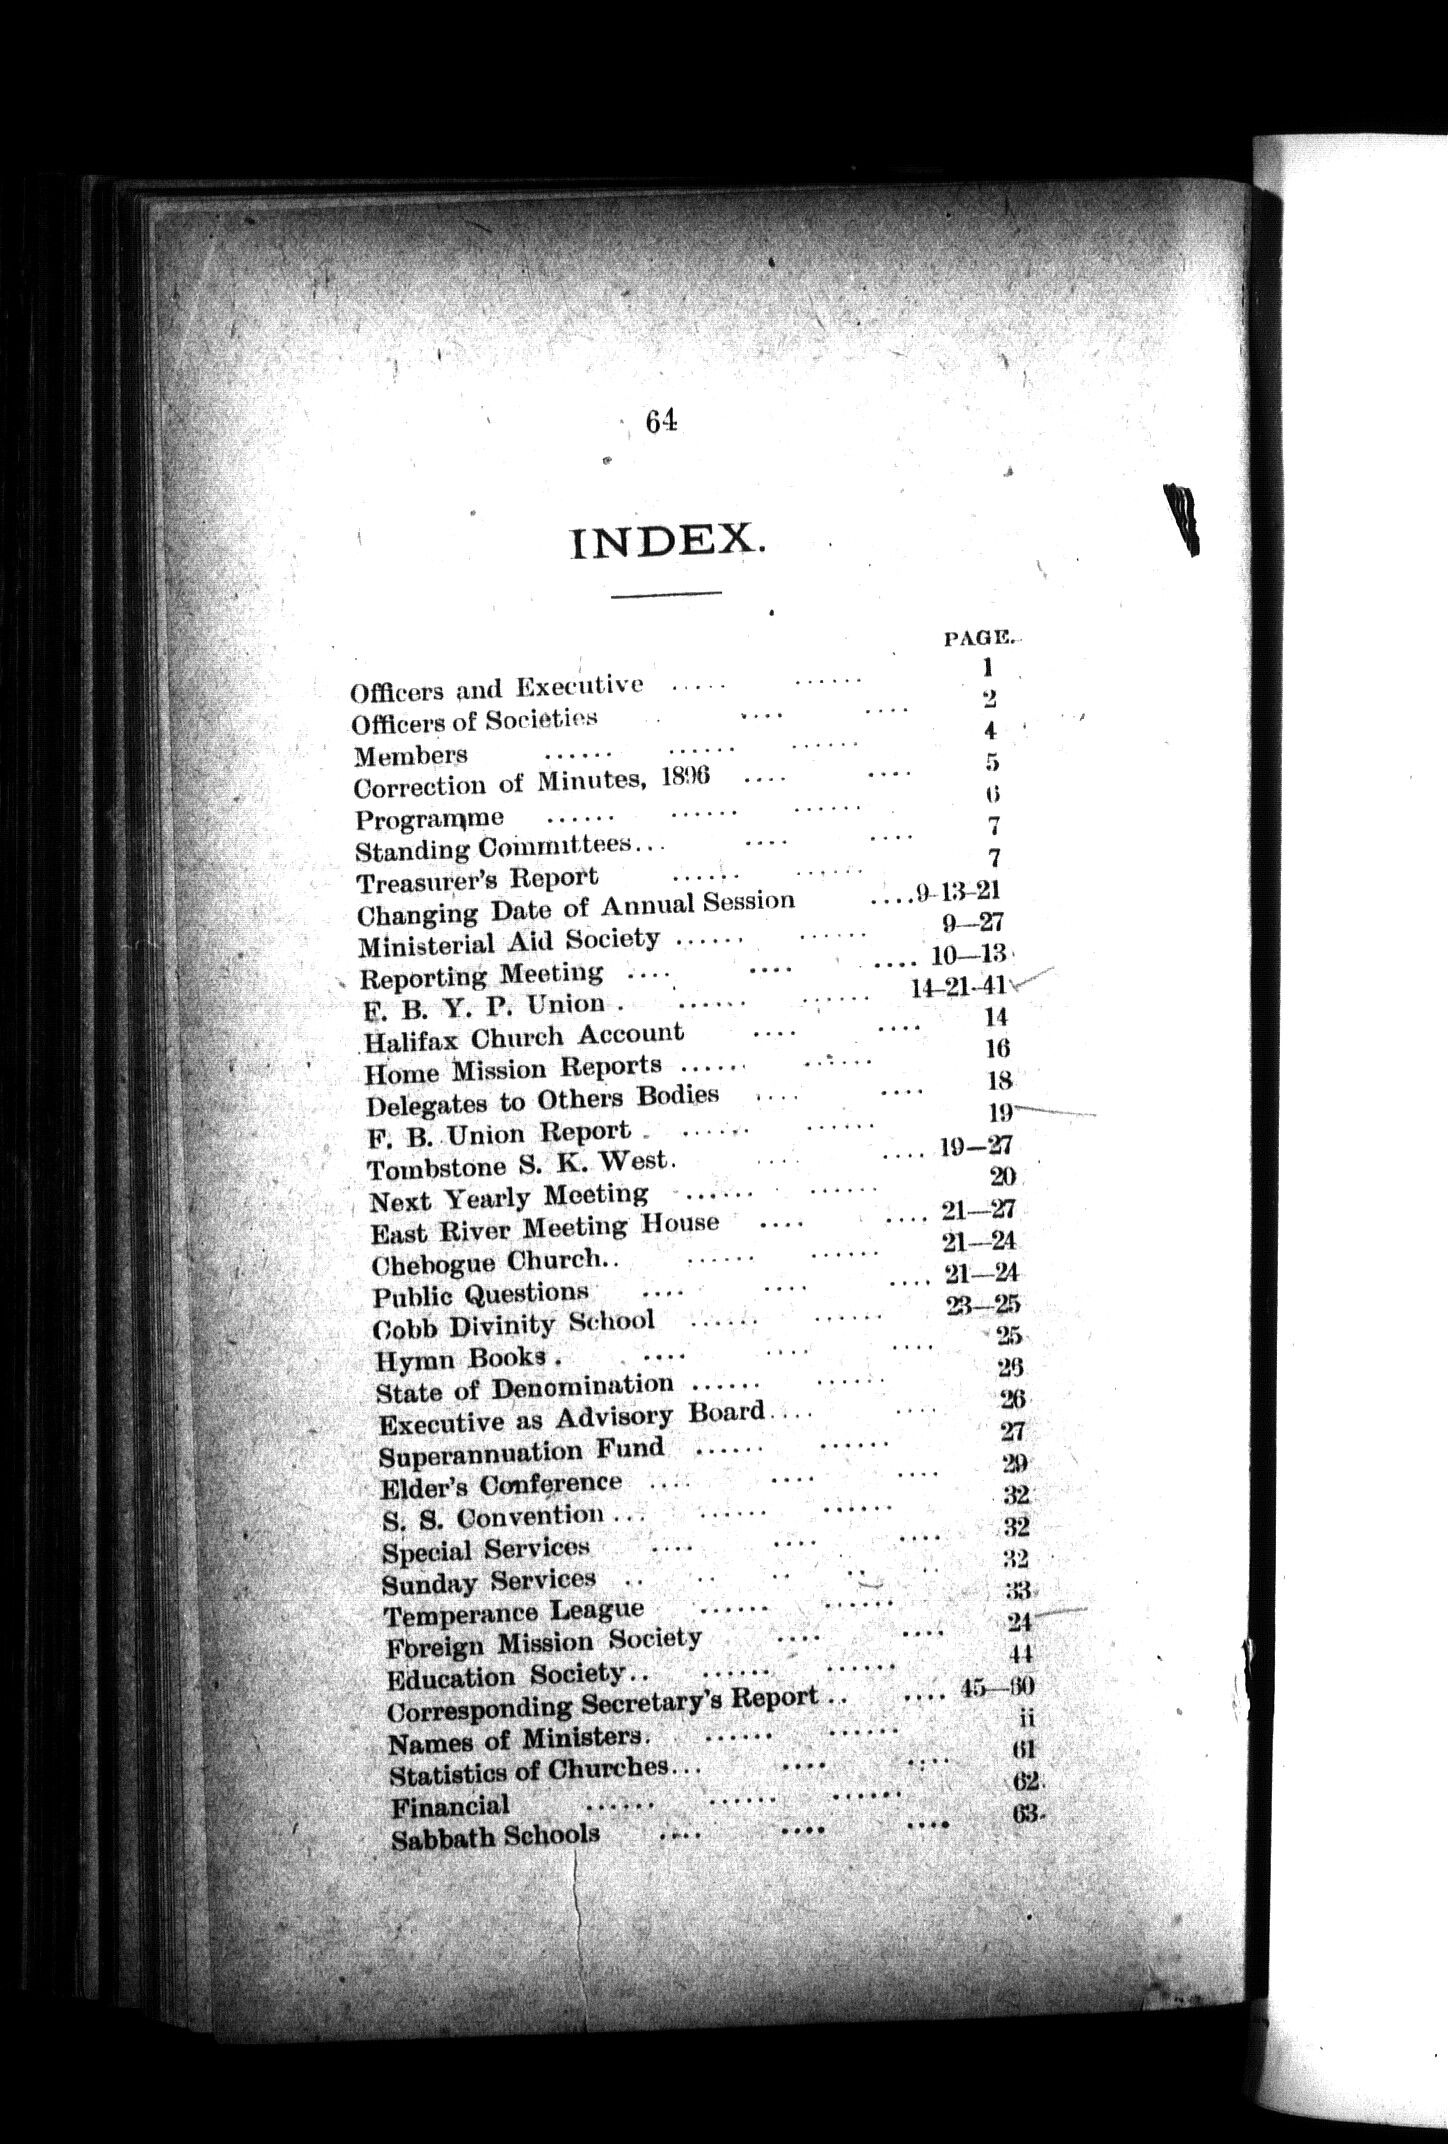 64
INDEX.
PAGE.
Officers and Executive ..... ...... 1
Officers of Societies .... .... 2
Members ...... ...... ...... 4
Correction of Minutes, 1896 .... .... 5
Programme ...... ...... ...... 6
Standing Committees... .... .... 7
Treasurer's Report ...... ...... 7
Changing Date of Annual Session ....9-13-21
Ministerial Aid Society ...... ...... 9—27
Reporting Meeting .... .... .... 10—13
F. B. Y. P. Union . ...... ...... 14-21-41
Halifax Church Account .... .... 14
Home Mission Reports ...... ...... 16
Delegates to Others Bodies .... .... 18
F. B. Union Report . ...... ...... 19
Tombstone S. K. West. .... .... 19—27
Next Yearly Meeting ...... ...... 20
East River Meeting House .... .... 21—27
Chebogue Church.. ...... ...... 21—24
Public Questions .... .... .... 21—24
Cobb Divinity School ...... ...... 23—25
Hymn Books . .... .... .... 25
State of Denomination ...... ...... 26
Executive as Advisory Board.... .... 26
Superannuation Fund ...... ...... 27
Elder's Conference .... .... .... 29
S. S. Convention ... ...... ...... 32
Special Services .... .... .... 32
Sunday Services .. .. .. .. .. 32
Temperance League ...... ...... 33
Foreign Mission Society .... .... 24
Education Society.. ...... ...... 44
Corresponding Secretary's Report .. .... 45—60
Names of Ministers. ...... ...... ii
Statistics of Churches... .... .... 61
Financial ...... ...... ...... 62
Sabbath Schools .... .... .... 63